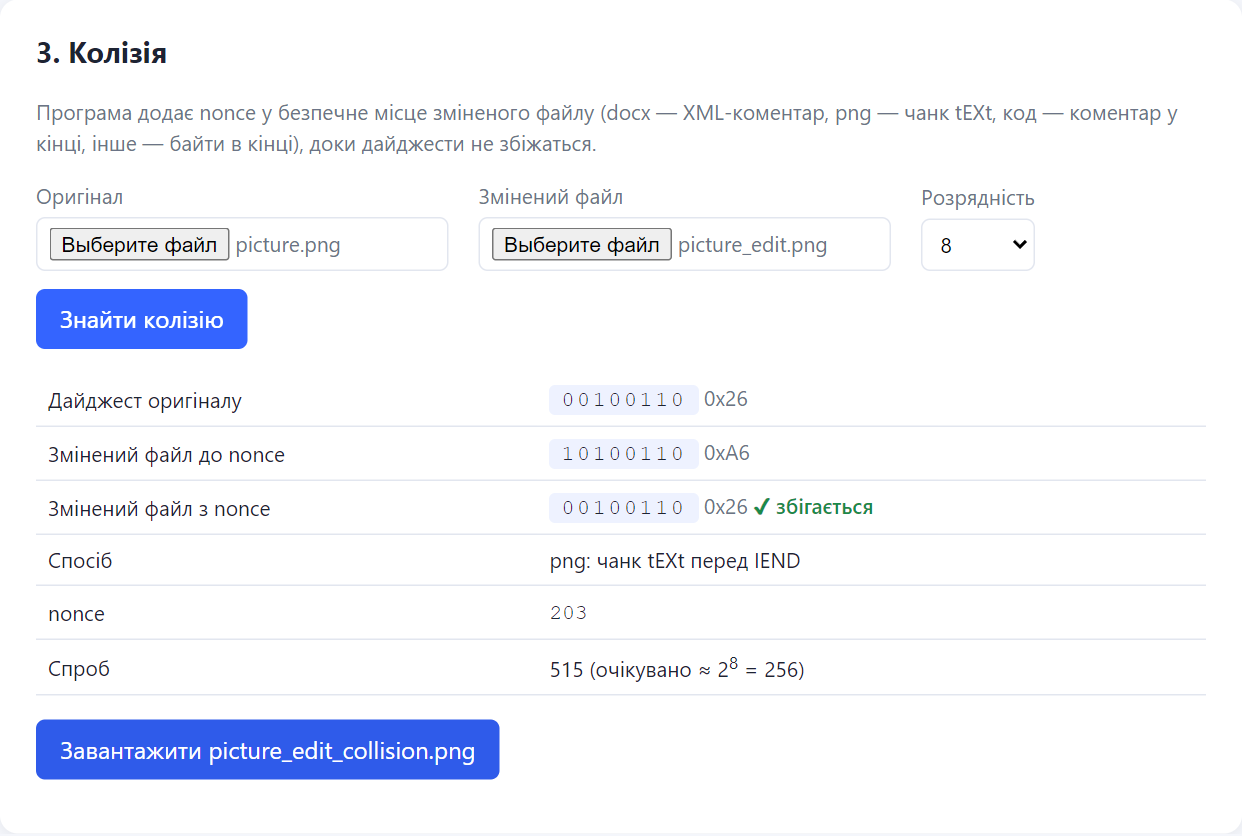 3. Колізія
Програма додає nonce у безпечне місце зміненого файлу (docx — XML-коментар, png — чанк tEXt, код — коментар у
кінці, інше — байти в кінці), доки дайджести не збіжаться.
Оригінал
Змінений файл
Розрядність
Выберите файл picture.png
Выберите файл picture_edit.png
8
Знайти колізію
Дайджест оригіналу 00100110 0x26
Змінений файл до nonce 10100110 0xA6
Змінений файл з nonce 00100110 0x26 ✔ збігається
Спосіб png: чанк tEXt перед IEND
nonce 203
Спроб 515 (очікувано ≈ 2⁸ = 256)
Завантажити picture_edit_collision.png